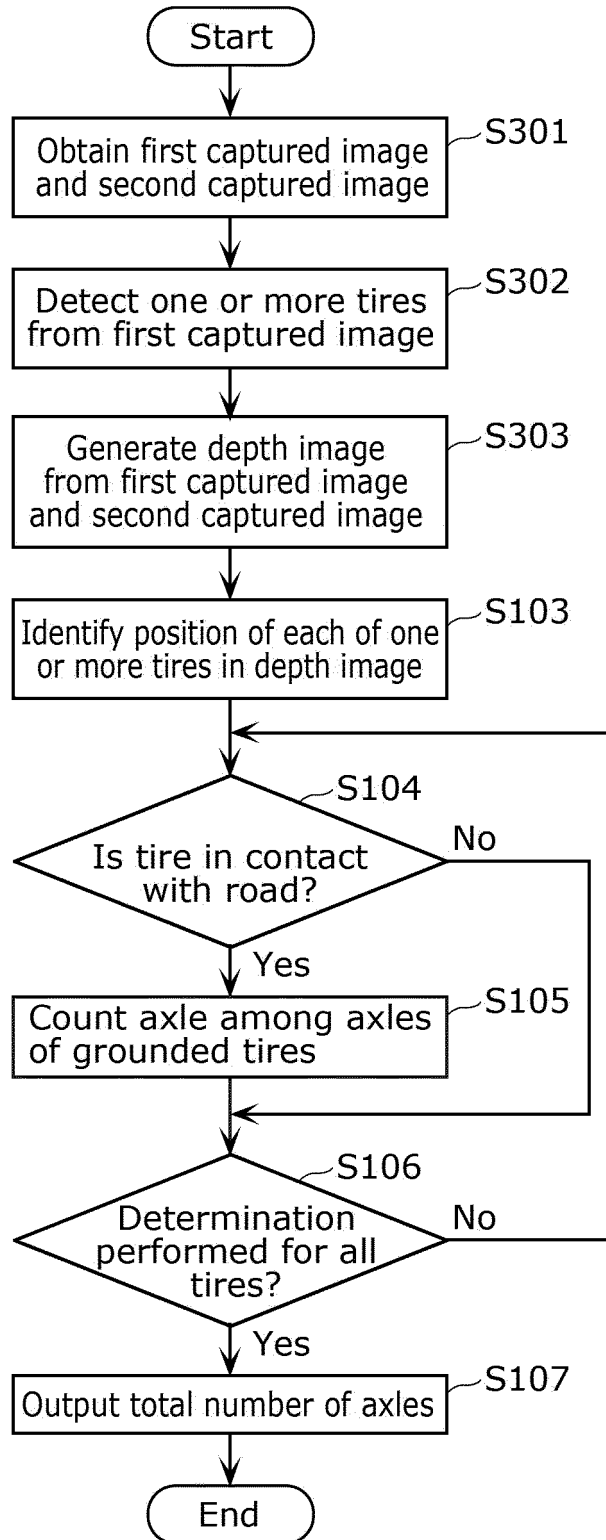 Start
S301
Obtain first captured image
and second captured image
S302
Detect one or more tires
from first captured image
S303
Generate depth image
from first captured image
and second captured image
S103
Identify position of each of one
or more tires in depth image
S104
Is tire in contact
with road?
No
Yes
S105
Count axle among axles
of grounded tires
S106
Determination
performed for all
tires?
No
Yes
S107
Output total number of axles
End